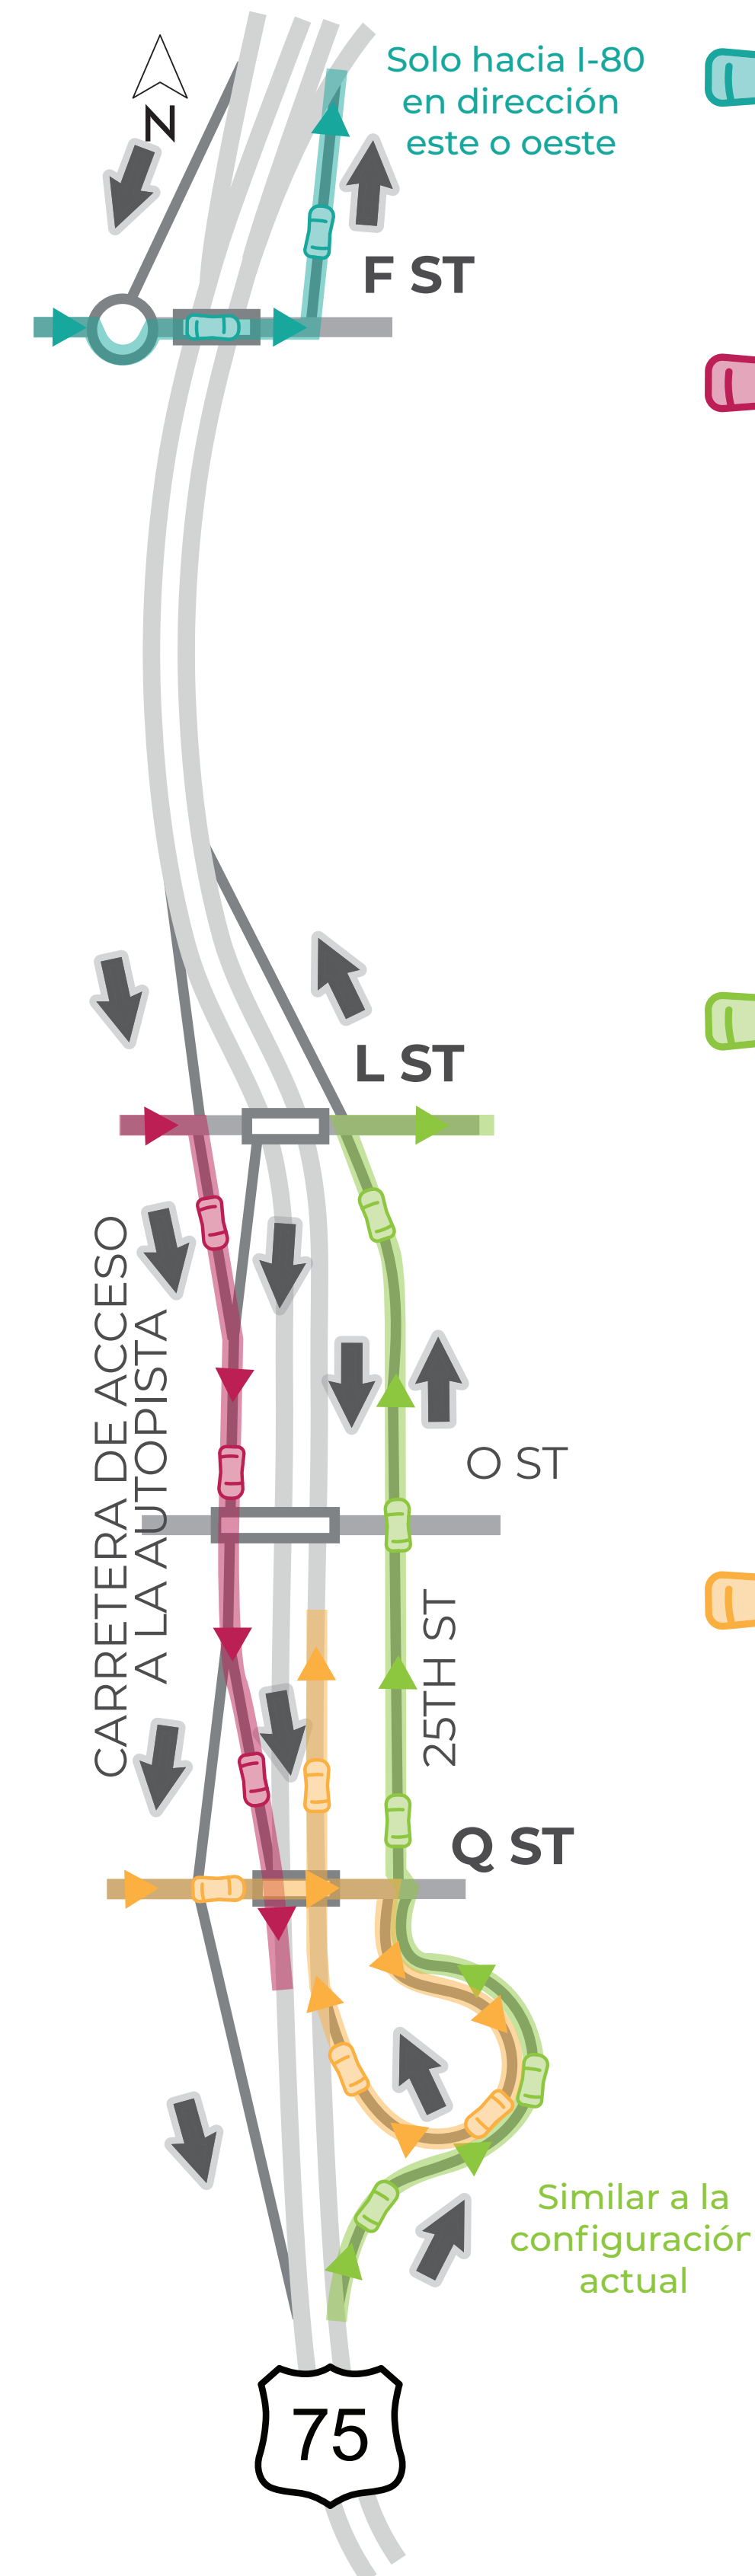 Solo hacia I-80
en dirección
este o oeste
N
F ST
L ST
CARRETERA DE ACCESO
A LA AUTOPISTA
O ST
25TH ST
Q ST
Similar a la
configuración
actual
75